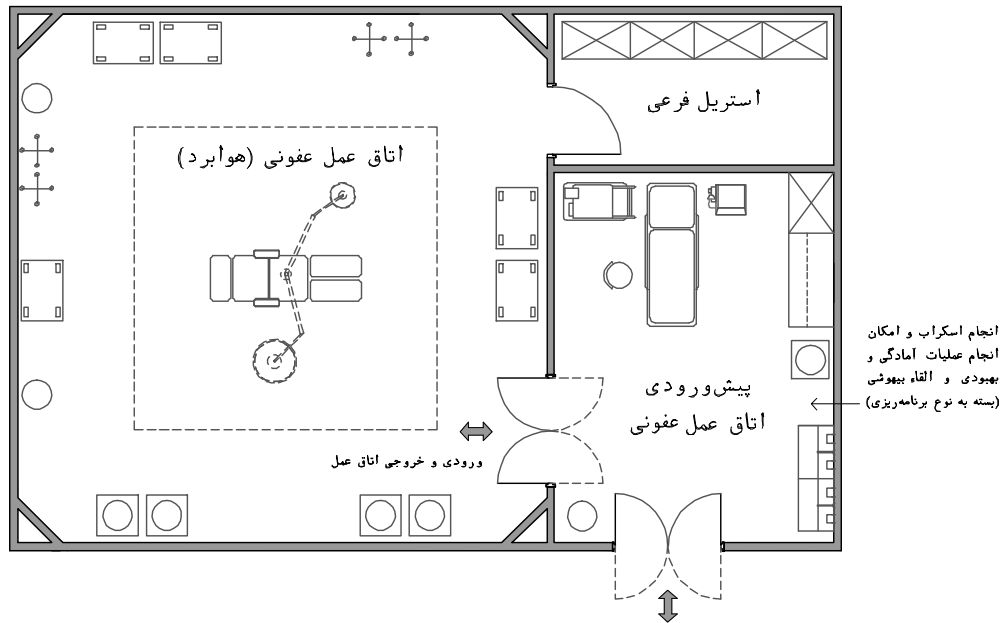 استریل فرعی
اتاق عمل عفونی (هوابرد)
انجام اسکراب و امکان
انجام عملیات آمادگی و
بهبودی و القاء بیهوشی
(بسته به نوع برنامه‌ریزی)
پیش‌ورودی
اتاق عمل عفونی
ورودی و خروجی اتاق عمل